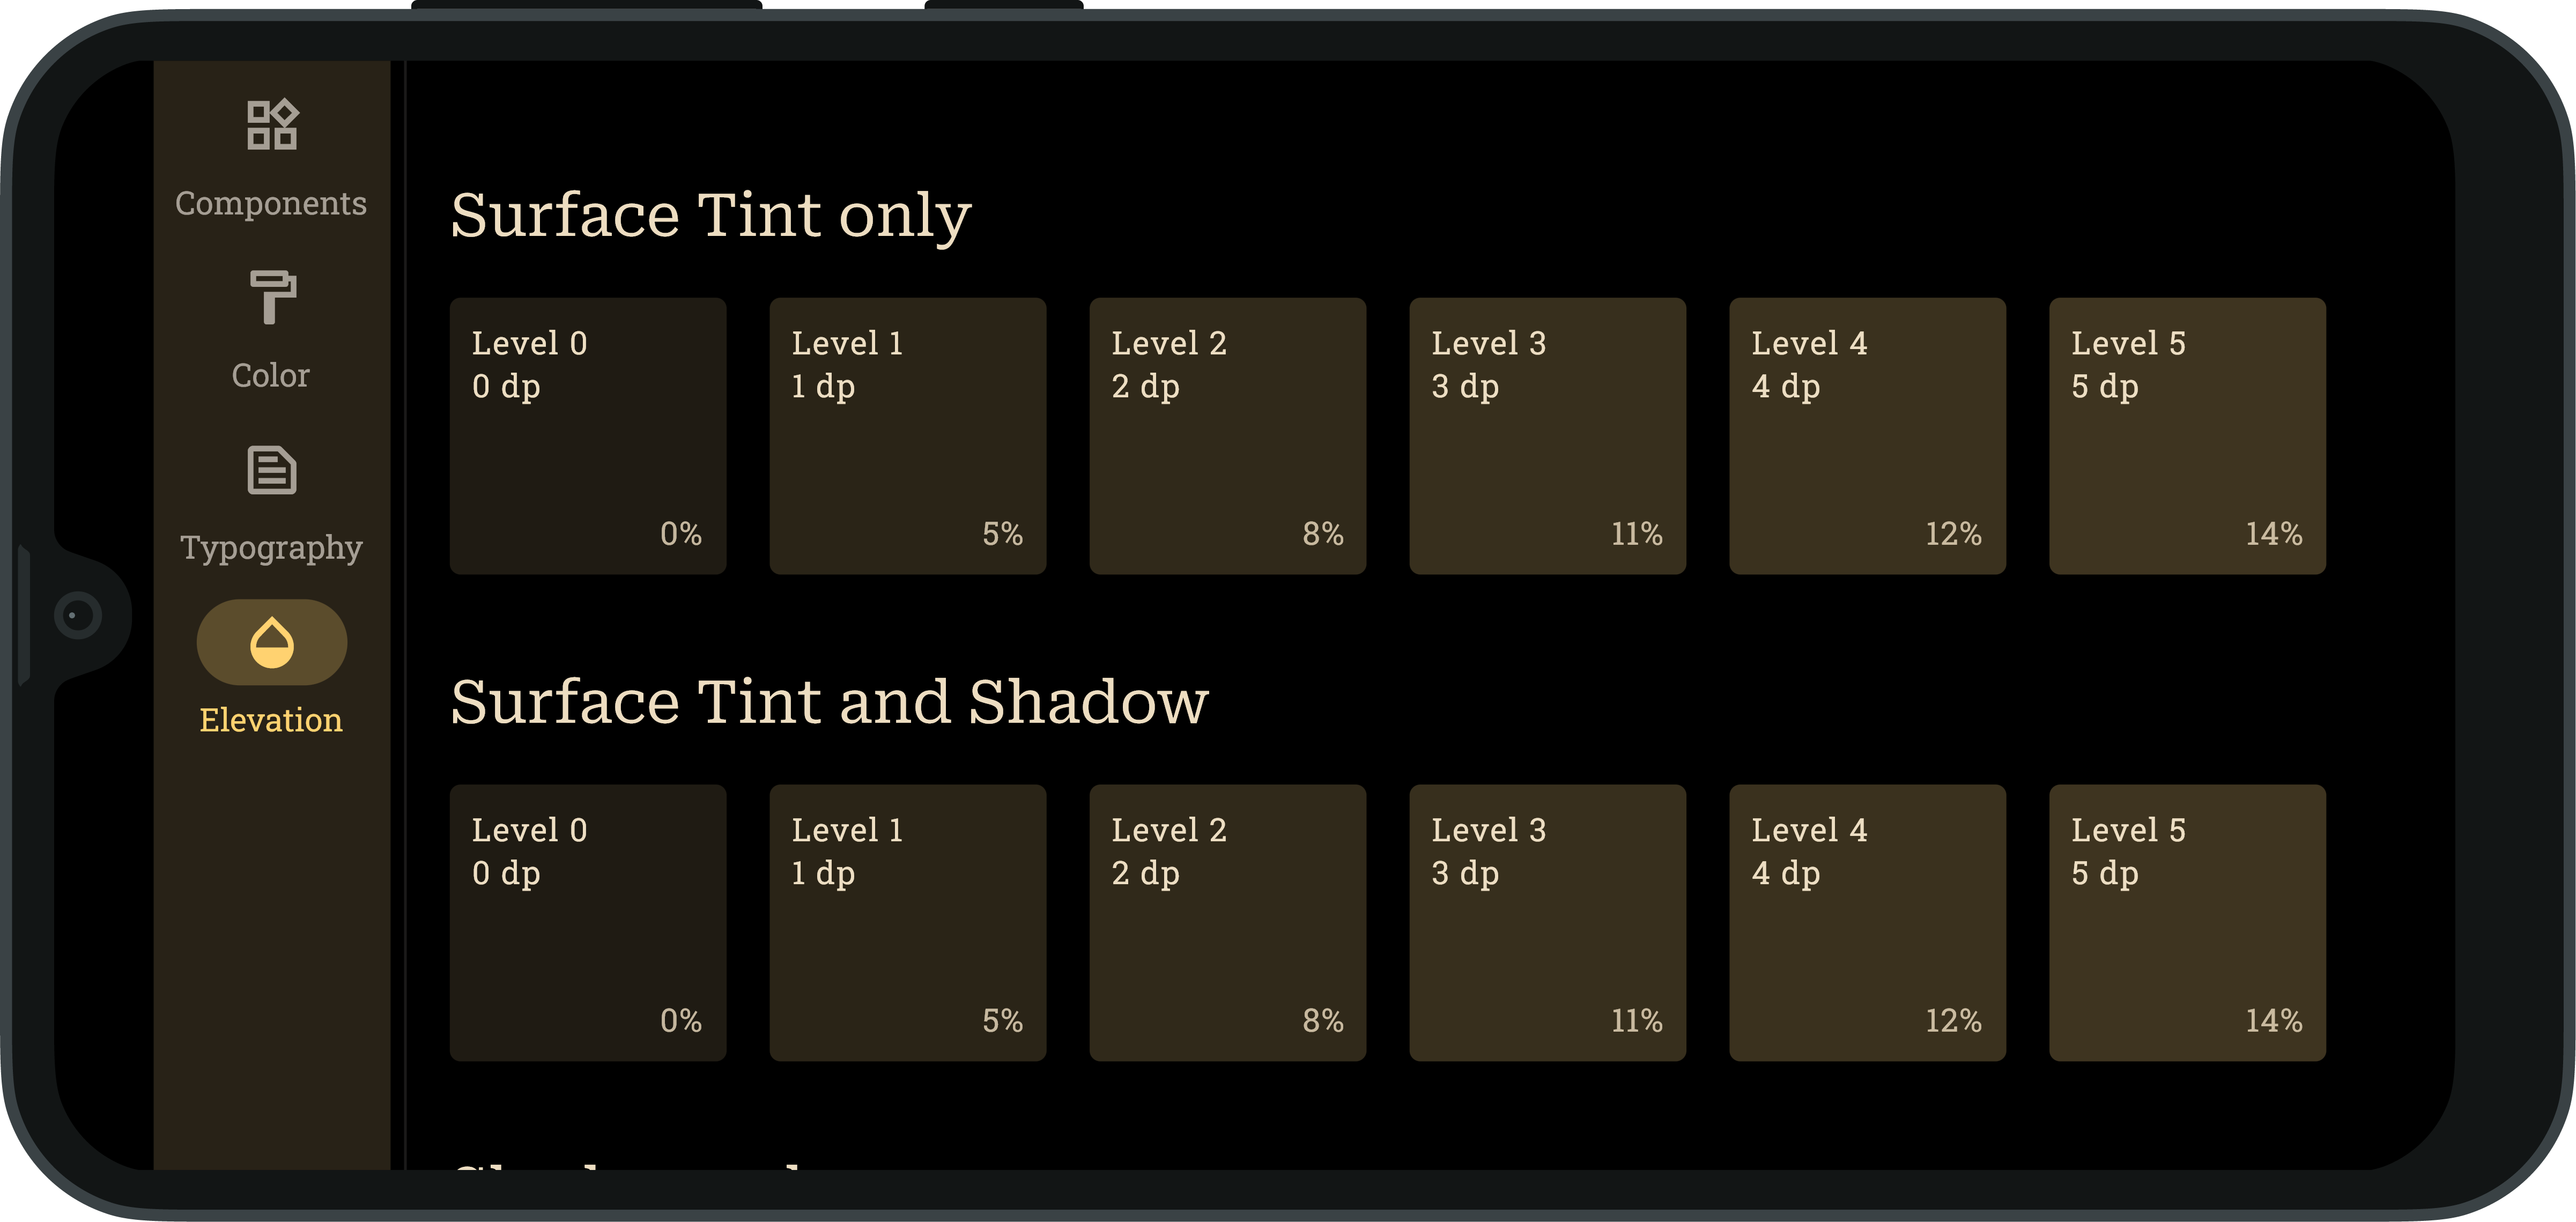 Components
Color
Typography
Elevation
Surface Tint only
Level 0
0 dp
0%
Level 1
1 dp
5%
Level 2
2 dp
8%
Level 3
3 dp
11%
Level 4
4 dp
12%
Level 5
5 dp
14%
Surface Tint and Shadow
Level 0
0 dp
0%
Level 1
1 dp
5%
Level 2
2 dp
8%
Level 3
3 dp
11%
Level 4
4 dp
12%
Level 5
5 dp
14%